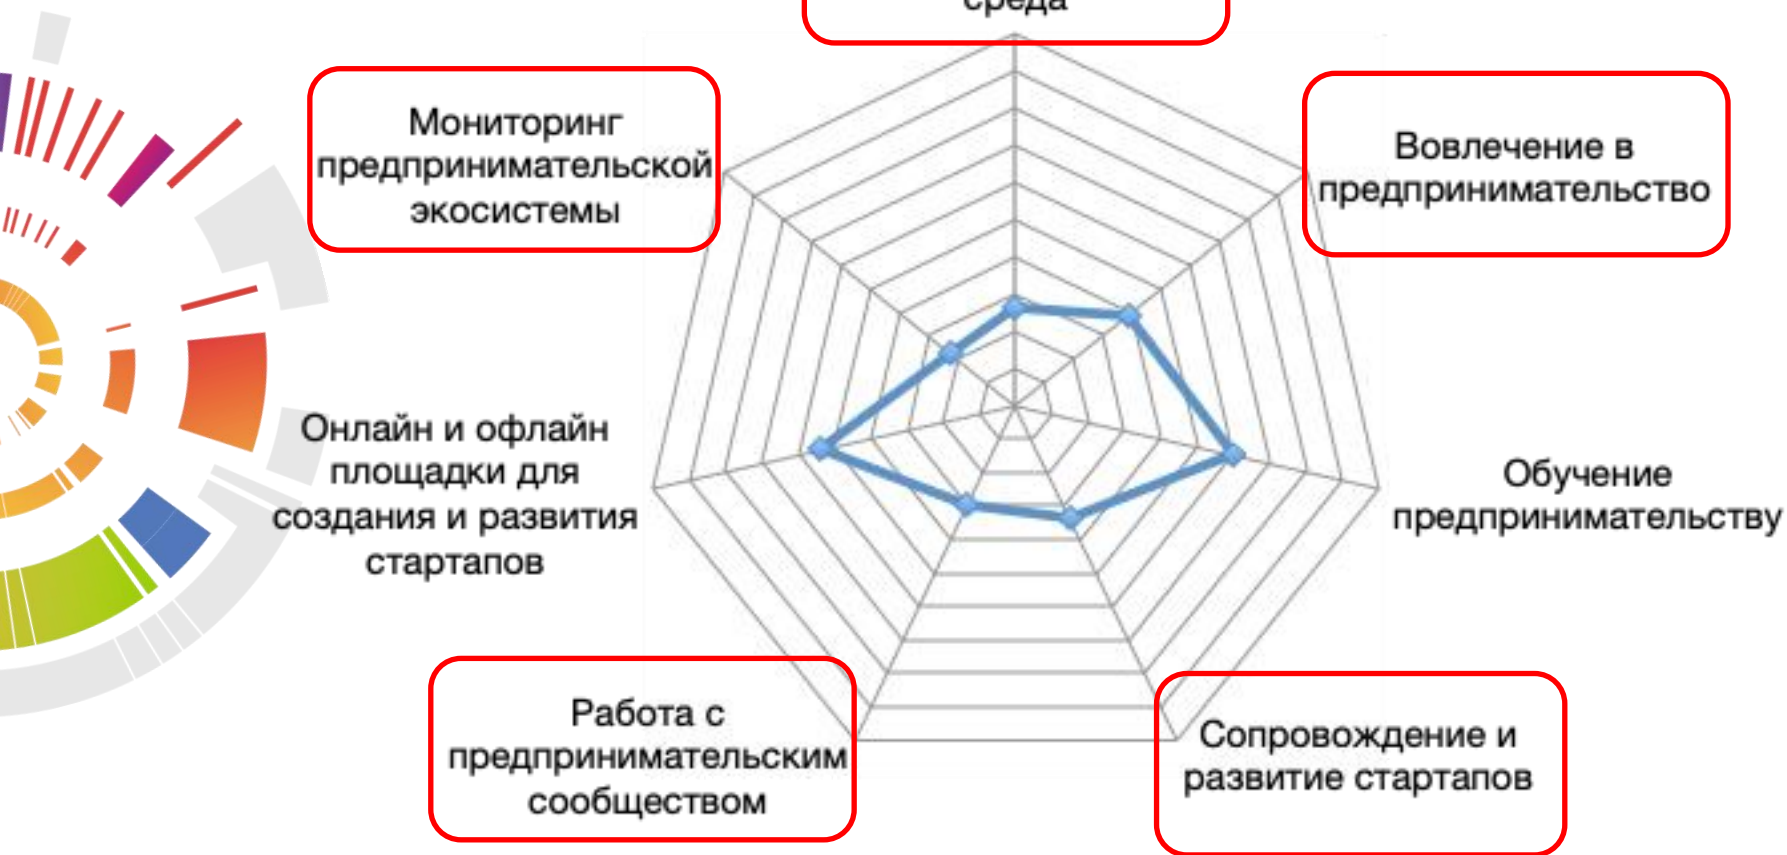 среда
Мониторинг
предпринимательской
экосистемы
Вовлечение в
предпринимательство
Онлайн и офлайн
площадки для
создания и развития
стартапов
Обучение
предпринимательству
Работа с
предпринимательским
сообществом
Сопровождение и
развитие стартапов